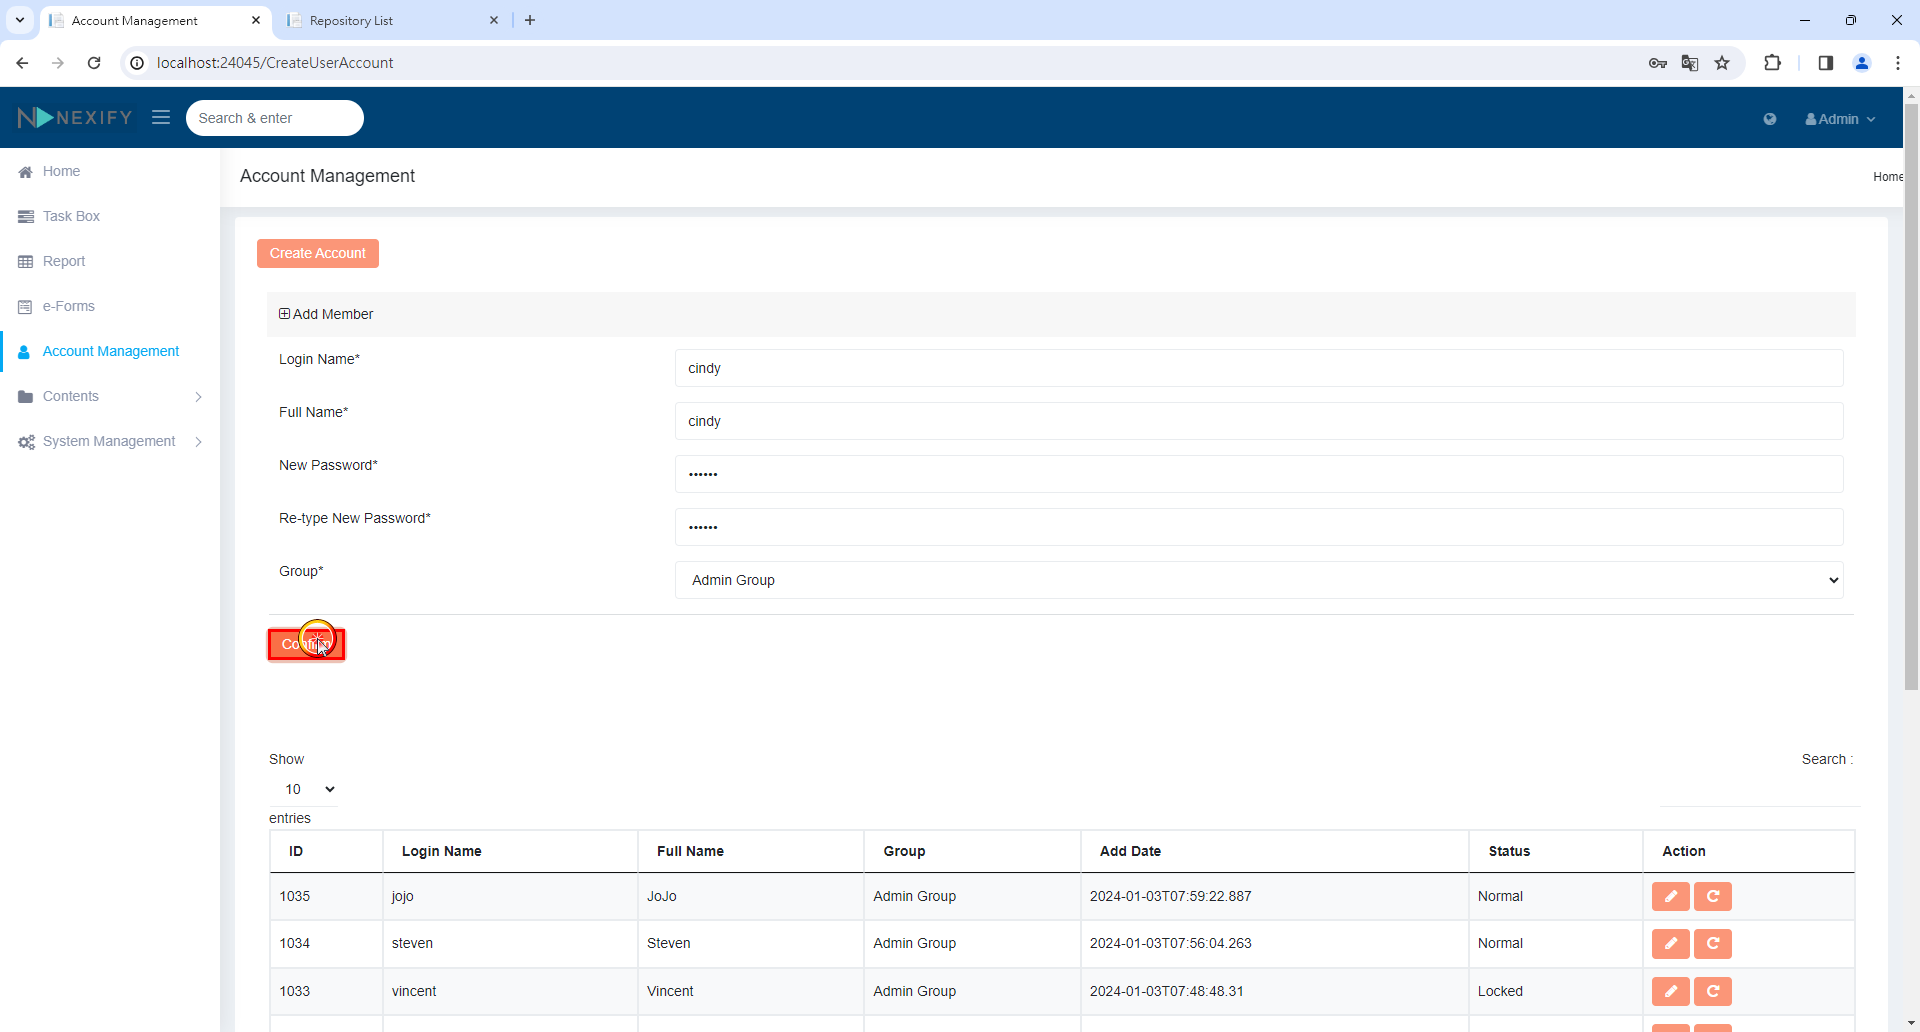 Account Management
Repository List
localhost:24045/CreateUserAccount
NEXIFY
Search & enter
Admin
Home
Task Box
Report
e-Forms
Account Management
Contents
System Management
Account Management
Home
Create Account
Add Member
Login Name*
cindy
Full Name*
cindy
New Password*
••••••
Re-type New Password*
••••••
Group*
Admin Group
Show
10
entries
Search :
ID Login Name Full Name Group Add Date Status Action
1035 jojo JoJo Admin Group 2024-01-03T07:59:22.887 Normal
1034 steven Steven Admin Group 2024-01-03T07:56:04.263 Normal
1033 vincent Vincent Admin Group 2024-01-03T07:48:48.31 Locked